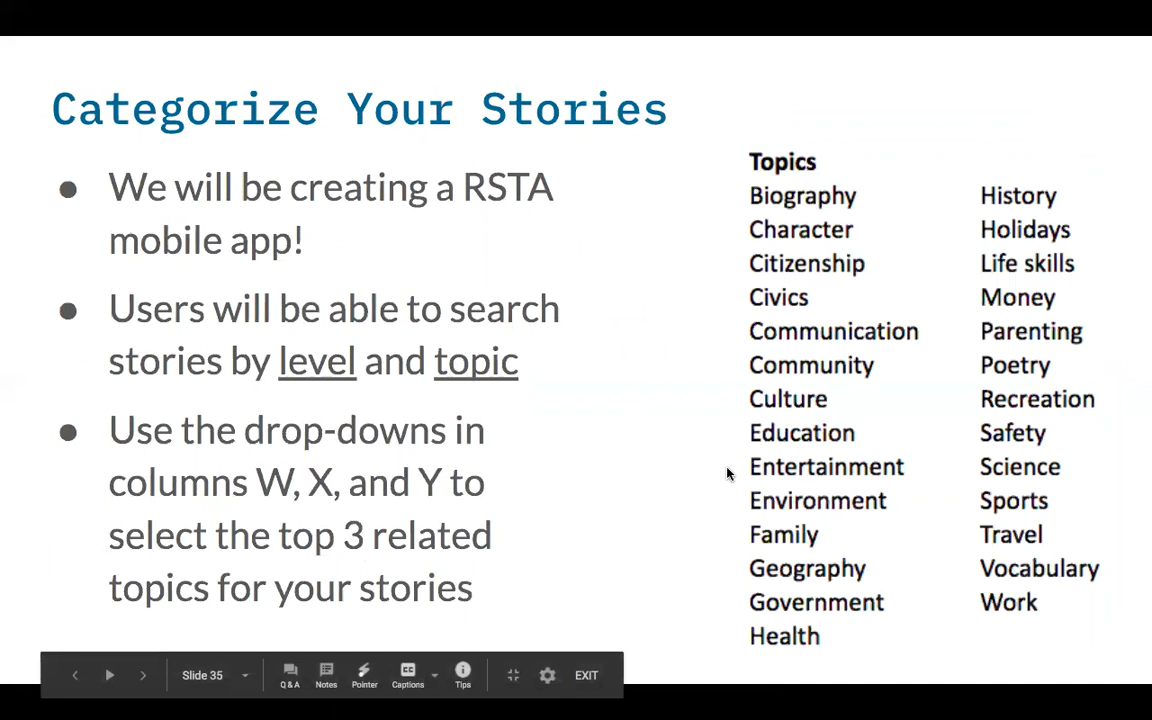 Categorize Your Stories
● We will be creating a RSTA
mobile app!
● Users will be able to search
stories by level and topic
● Use the drop-downs in
columns W, X, and Y to
select the top 3 related
topics for your stories
Topics
Biography
Character
Citizenship
Civics
Communication
Community
Culture
Education
Entertainment
Environment
Family
Geography
Government
Health
History
Holidays
Life skills
Money
Parenting
Poetry
Recreation
Safety
Science
Sports
Travel
Vocabulary
Work
Slide 35
Q&A
Notes
Pointer
CC
Captions
Tips
EXIT